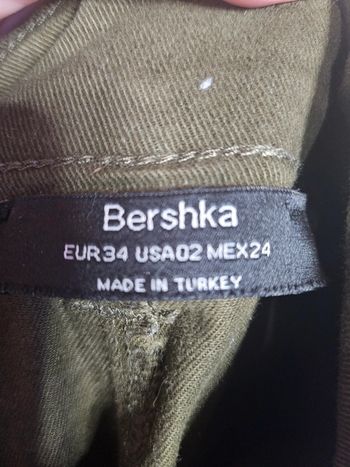 Bershka
EUR34 USA02 MEX24
MADE IN TURKEY